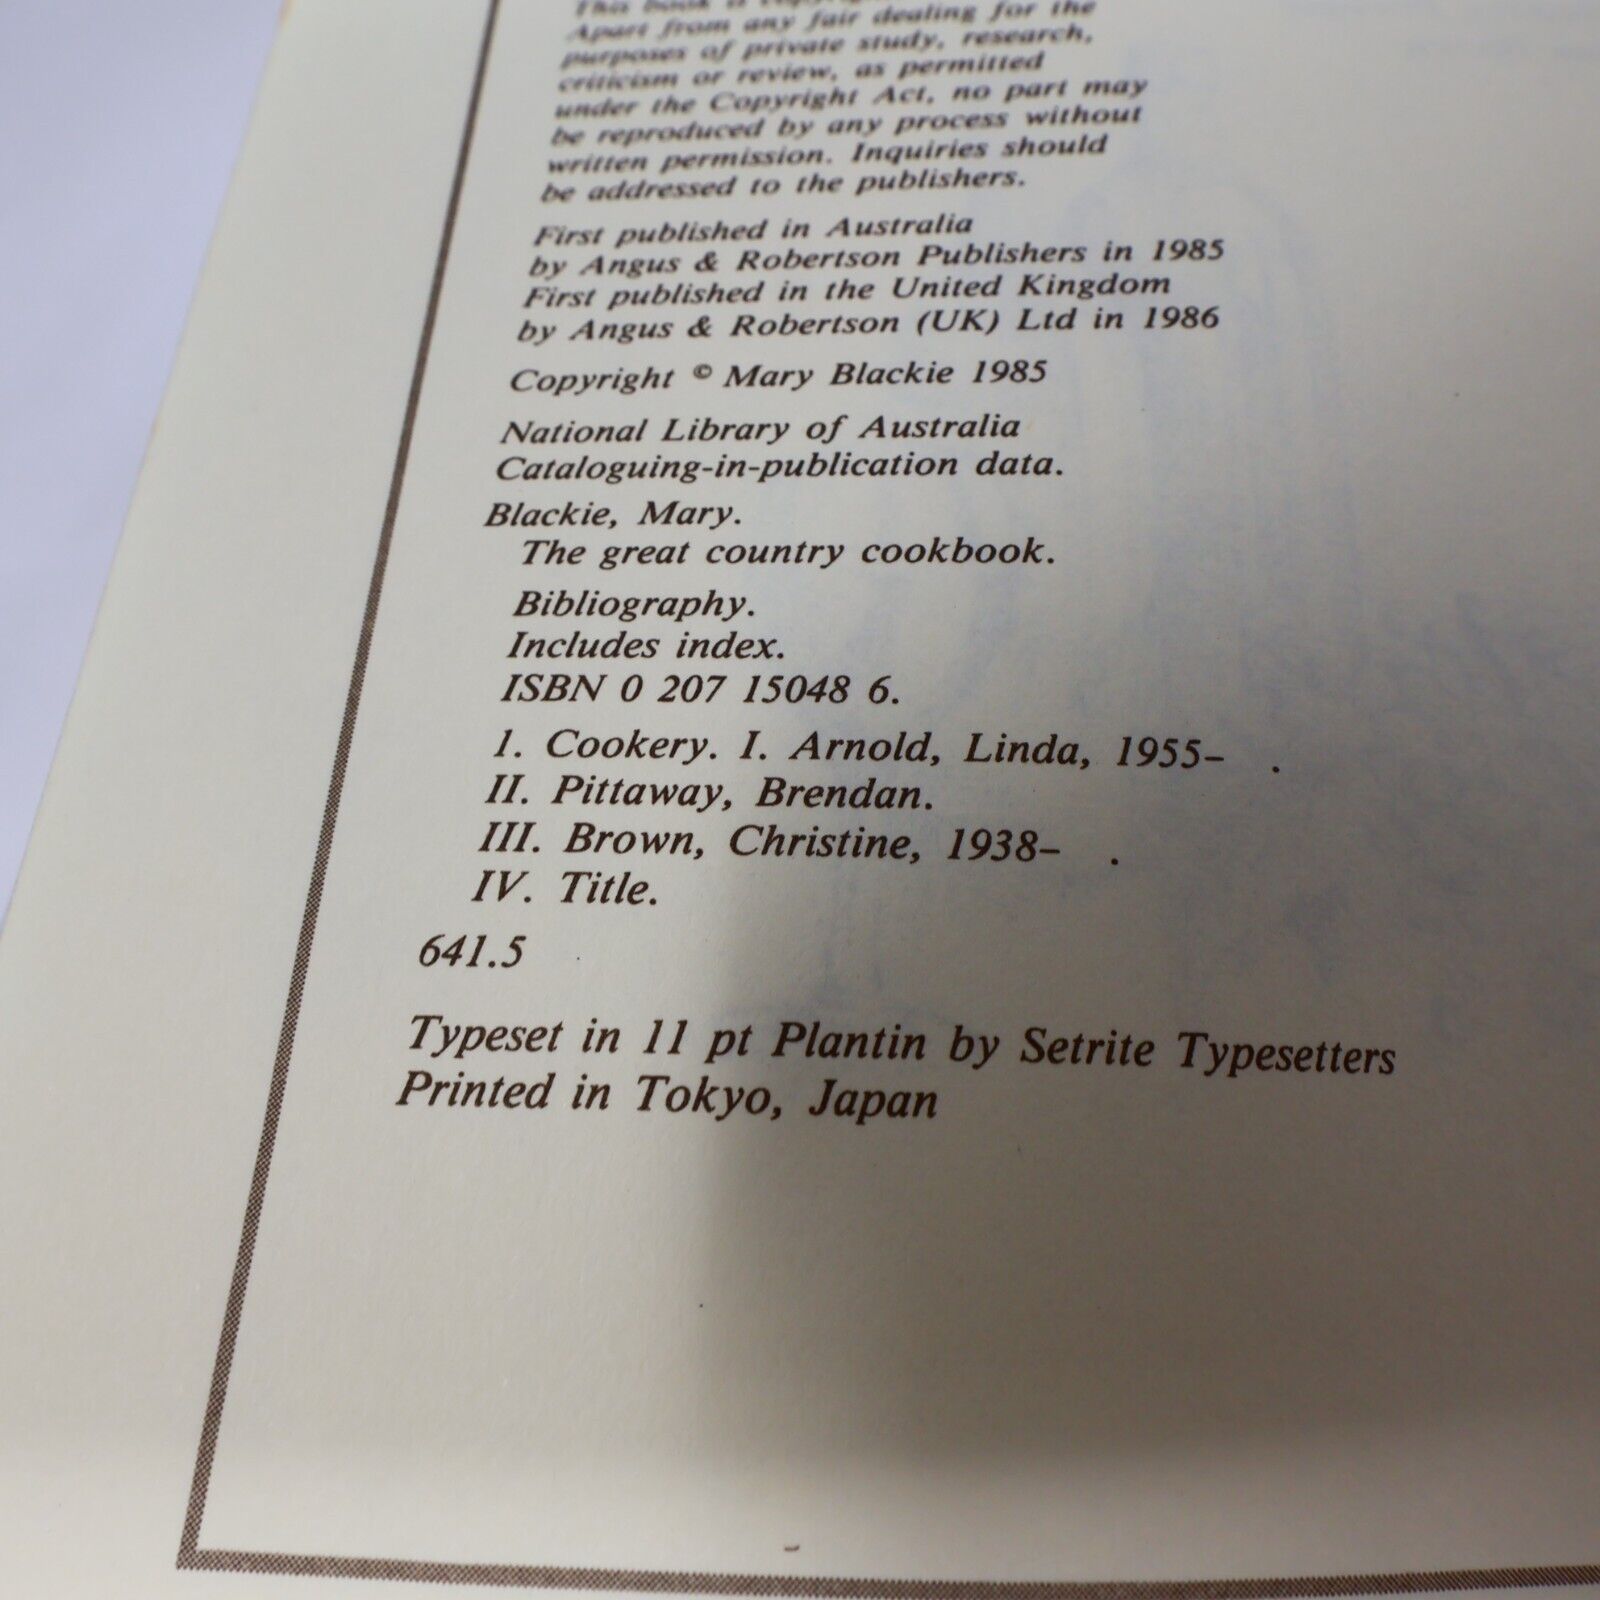 This book is
Apart from any fair dealing for the
purposes of private study, research,
criticism or review, as permitted
under the Copyright Act, no part may
be reproduced by any process without
written permission. Inquiries should
be addressed to the publishers.
First published in Australia
by Angus & Robertson Publishers in 1985
First published in the United Kingdom
by Angus & Robertson (UK) Ltd in 1986
Copyright © Mary Blackie 1985
National Library of Australia
Cataloguing-in-publication data.
Blackie, Mary.
The great country cookbook.
Bibliography.
Includes index.
ISBN 0 207 15048 6.
1. Cookery. I. Arnold, Linda, 1955– .
II. Pittaway, Brendan.
III. Brown, Christine, 1938– .
IV. Title.
641.5
Typeset in 11 pt Plantin by Setrite Typesetters
Printed in Tokyo, Japan